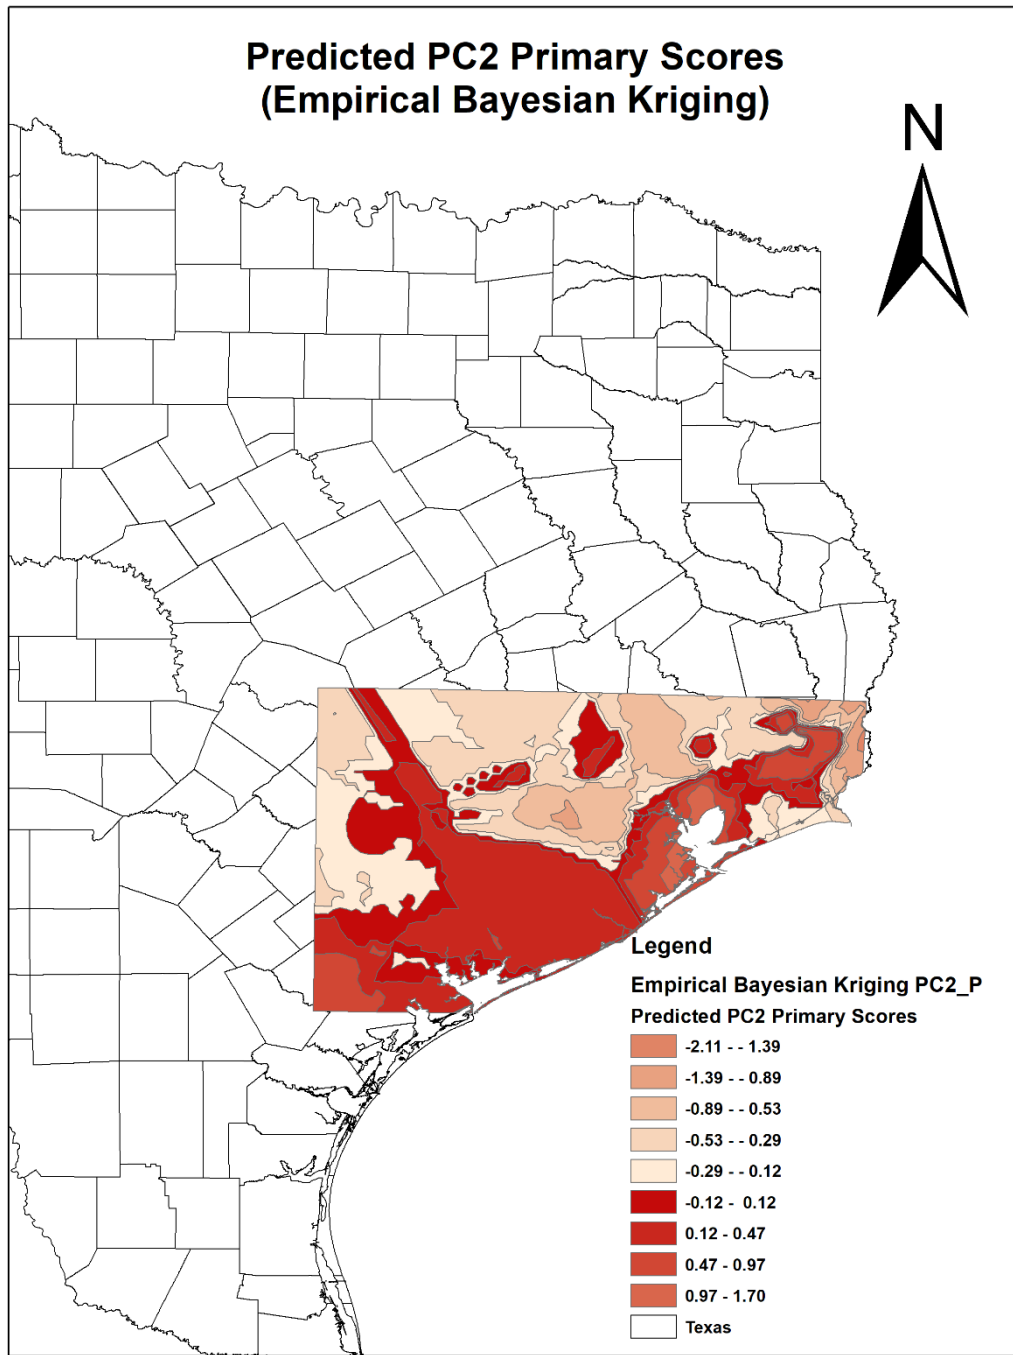 Predicted PC2 Primary Scores
(Empirical Bayesian Kriging)
N
Legend
Empirical Bayesian Kriging PC2_P
Predicted PC2 Primary Scores
-2.11 - - 1.39
-1.39 - - 0.89
-0.89 - - 0.53
-0.53 - - 0.29
-0.29 - - 0.12
-0.12 - 0.12
0.12 - 0.47
0.47 - 0.97
0.97 - 1.70
Texas